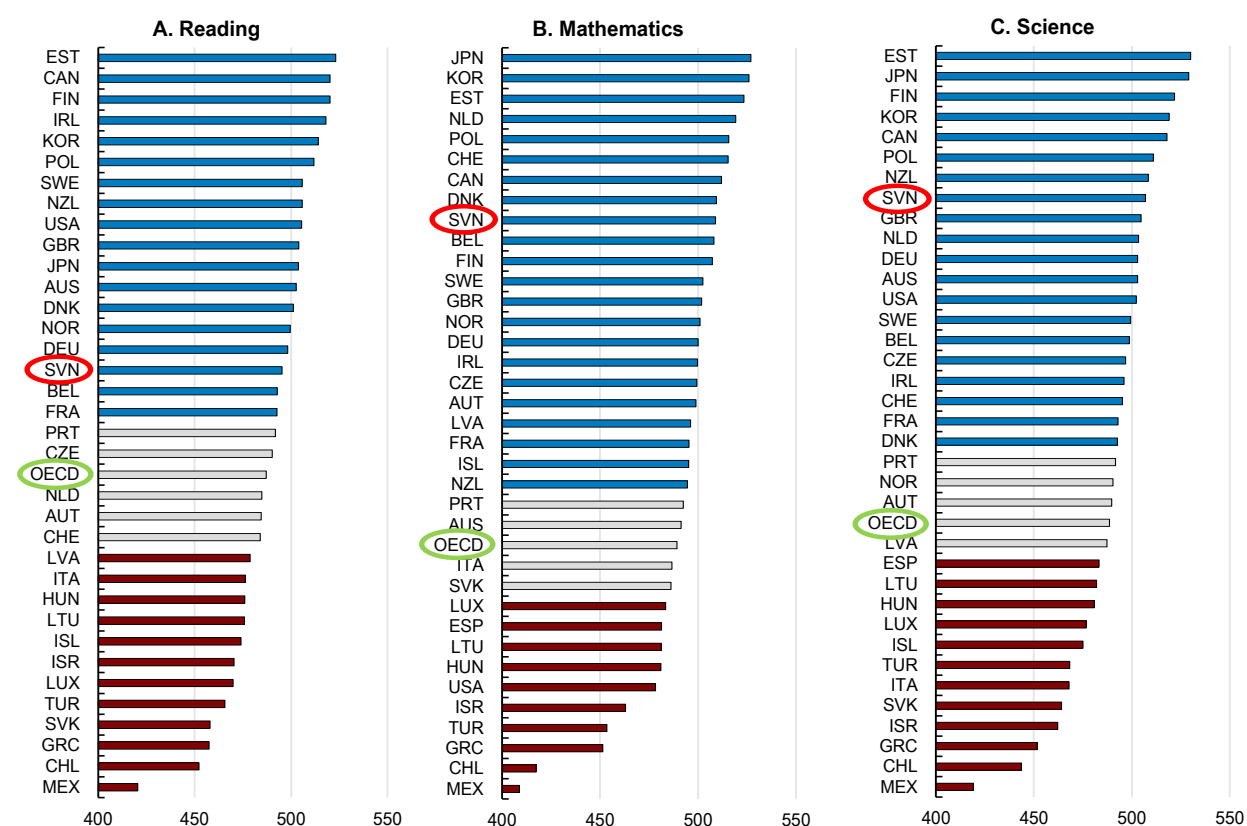 A. Reading
EST
CAN
FIN
IRL
KOR
POL
SWE
NZL
USA
GBR
JPN
AUS
DNK
NOR
DEU
SVN
BEL
FRA
PRT
CZE
OECD
NLD
AUT
CHE
LVA
ITA
HUN
LTU
ISL
ISR
LUX
TUR
SVK
GRC
CHL
MEX
400 450 500 550
B. Mathematics
JPN
KOR
EST
NLD
POL
CHE
CAN
DNK
SVN
BEL
FIN
SWE
GBR
NOR
DEU
IRL
CZE
AUT
LVA
FRA
ISL
NZL
PRT
AUS
OECD
ITA
SVK
LUX
ESP
LTU
HUN
USA
ISR
TUR
GRC
CHL
MEX
400 450 500 550
C. Science
EST
JPN
FIN
KOR
CAN
POL
NZL
SVN
GBR
NLD
DEU
AUS
USA
SWE
BEL
CZE
IRL
CHE
FRA
DNK
PRT
NOR
AUT
OECD
LVA
ESP
LTU
HUN
LUX
ISL
TUR
ITA
SVK
ISR
GRC
CHL
MEX
400 450 500 550